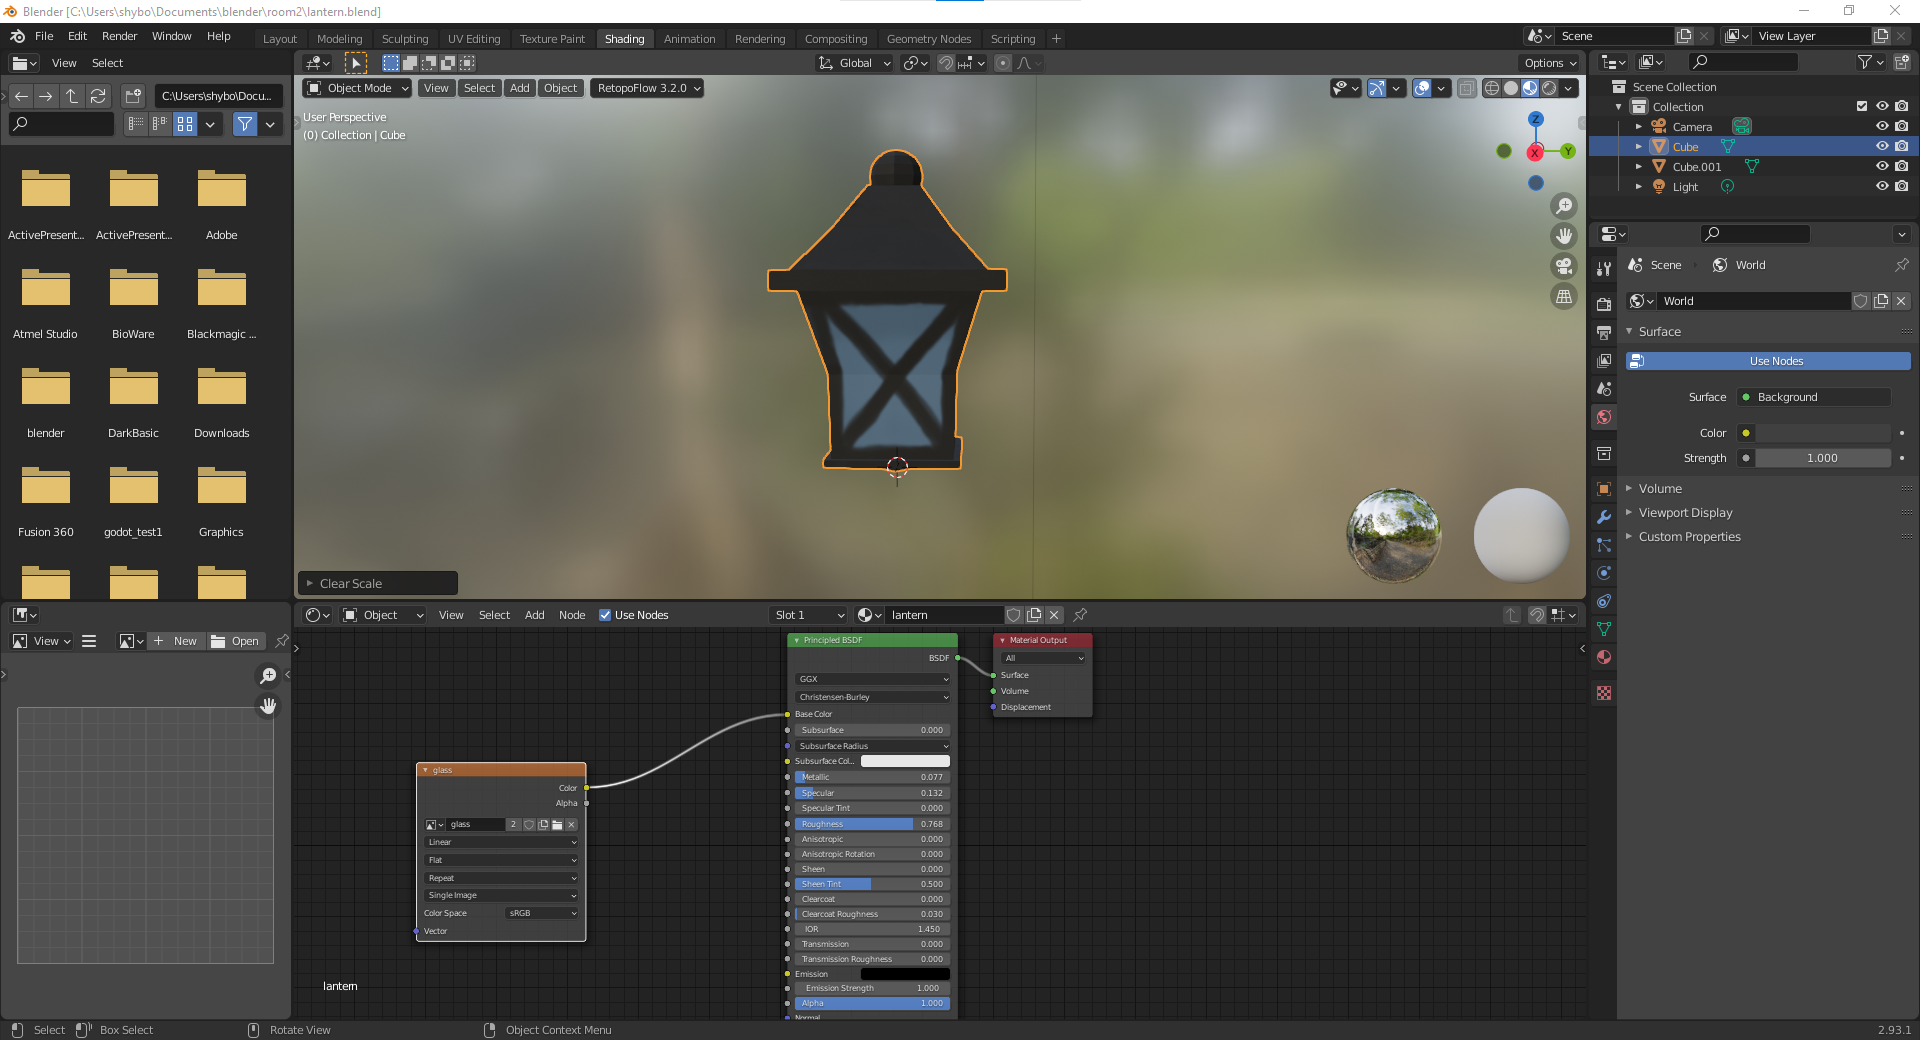 Blender [C:\Users\shybo\Documents\blender\room2\lantern.blend]
File Edit Render Window Help
Layout Modeling Sculpting UV Editing Texture Paint Shading Animation Rendering Compositing Geometry Nodes Scripting +
Scene
View Layer
View Select
Global
Options
C:\Users\shybo\Docu...
Object Mode View Select Add Object RetopoFlow 3.2.0
User Perspective
(0) Collection | Cube
Z
X
Y
ActivePresent... ActivePresent... Adobe
Atmel Studio BioWare Blackmagic ...
blender DarkBasic Downloads
Fusion 360 godot_test1 Graphics
Clear Scale
Scene Collection
Collection
Camera
Cube
Cube.001
Light
Scene World
World
Surface
Use Nodes
Surface Background
Color
Strength 1.000
Volume
Viewport Display
Custom Properties
View New Open
Object View Select Add Node Use Nodes Slot 1 lantern
Principled BSDF
BSDF
GGX
Christensen-Burley
Base Color
Subsurface 0.000
Subsurface Radius
Subsurface Col...
Metallic 0.077
Specular 0.132
Specular Tint 0.000
Roughness 0.768
Anisotropic 0.000
Anisotropic Rotation 0.000
Sheen 0.000
Sheen Tint 0.500
Clearcoat 0.000
Clearcoat Roughness 0.030
IOR 1.450
Transmission 0.000
Transmission Roughness 0.000
Emission
Emission Strength 1.000
Alpha 1.000
Normal
Material Output
All
Surface
Volume
Displacement
glass
Color
Alpha
glass 2
Linear
Flat
Repeat
Single Image
Color Space sRGB
Vector
lantern
Select Box Select Rotate View Object Context Menu 2.93.1